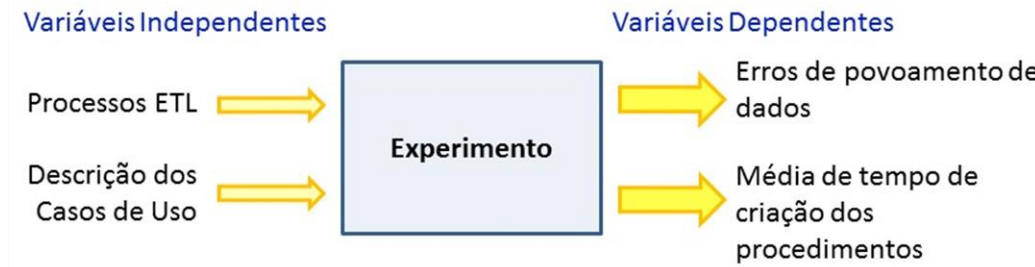 Variáveis Independentes
Processos ETL
Descrição dos
Casos de Uso
Experimento
Variáveis Dependentes
Erros de povoamento de
dados
Média de tempo de
criação dos
procedimentos